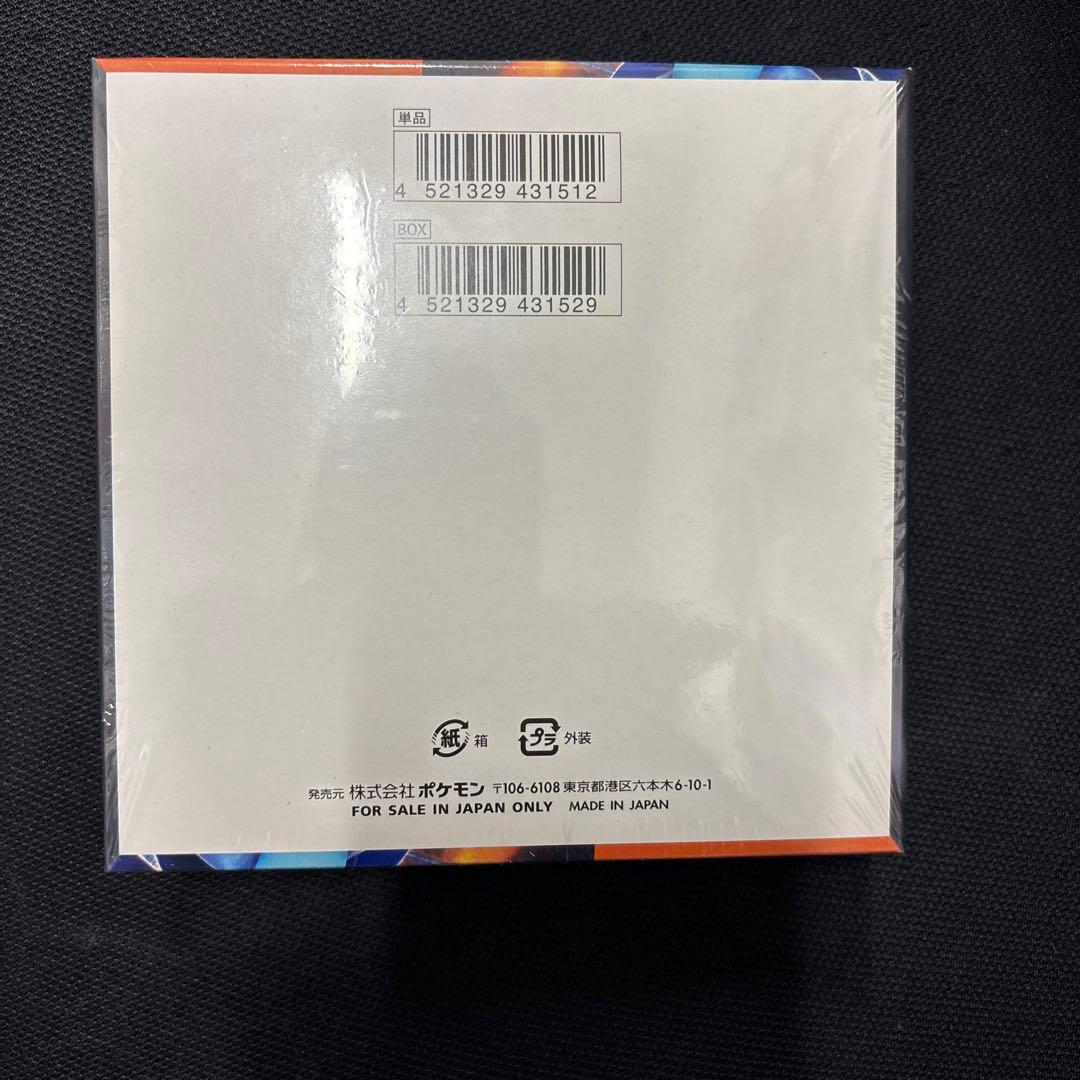 単品
4 521329 431512
BOX
4 521329 431529
紙 箱 プラ 外装
発売元 株式会社 ポケモン 〒106-6108 東京都港区六本木6-10-1
FOR SALE IN JAPAN ONLY MADE IN JAPAN